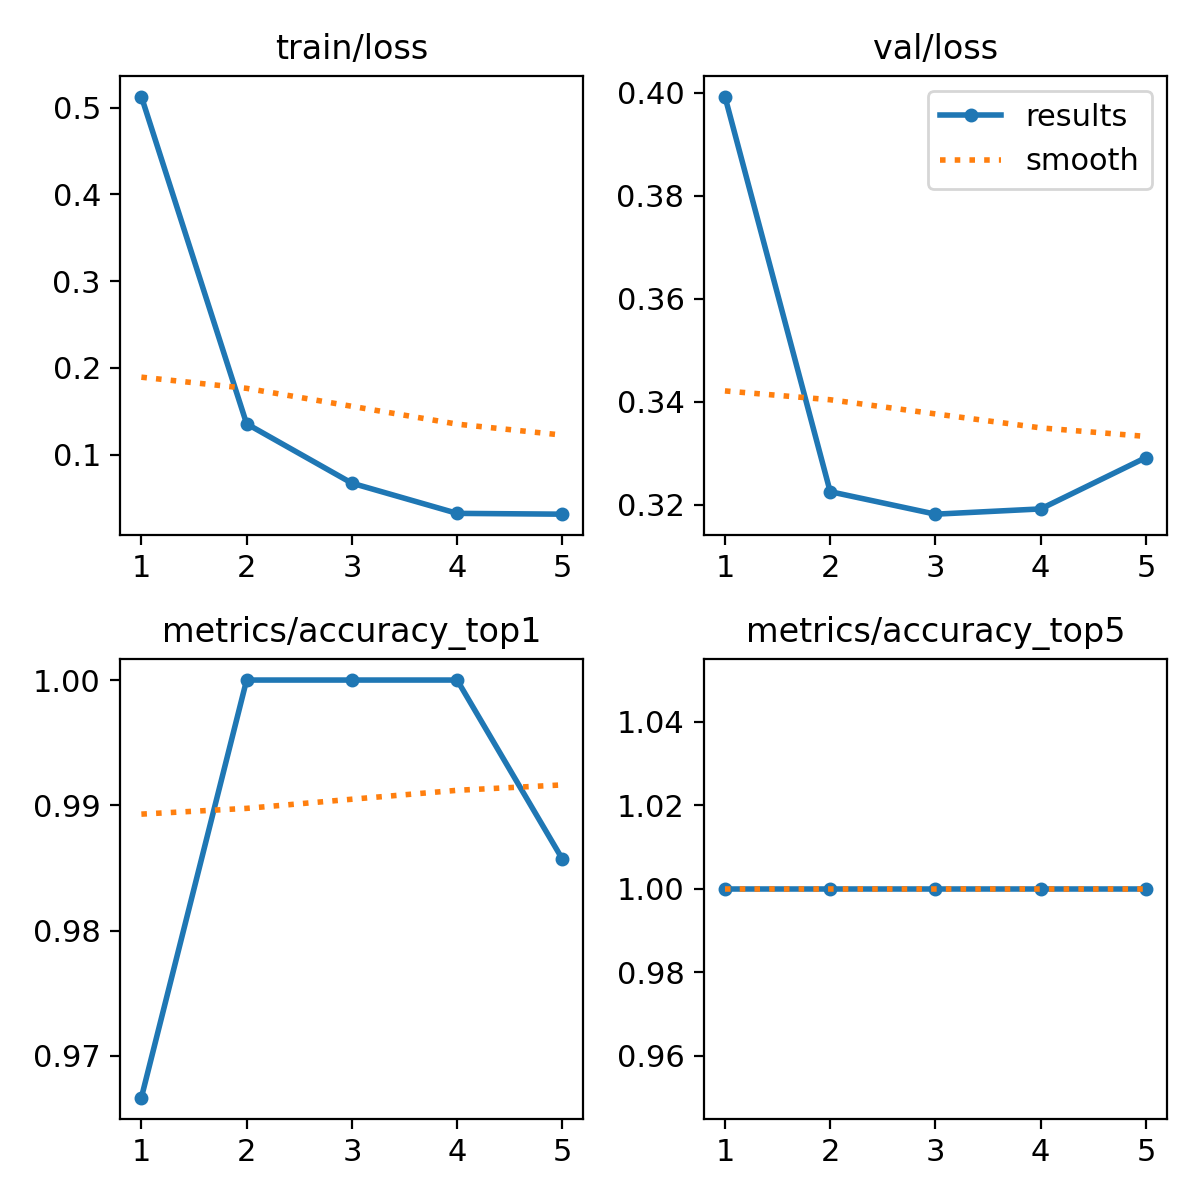 train/loss
0.5
0.4
0.3
0.2
0.1
1 2 3 4 5
val/loss
results
smooth
0.40
0.38
0.36
0.34
0.32
1 2 3 4 5
metrics/accuracy_top1
1.00
0.99
0.98
0.97
1 2 3 4 5
metrics/accuracy_top5
1.04
1.02
1.00
0.98
0.96
1 2 3 4 5